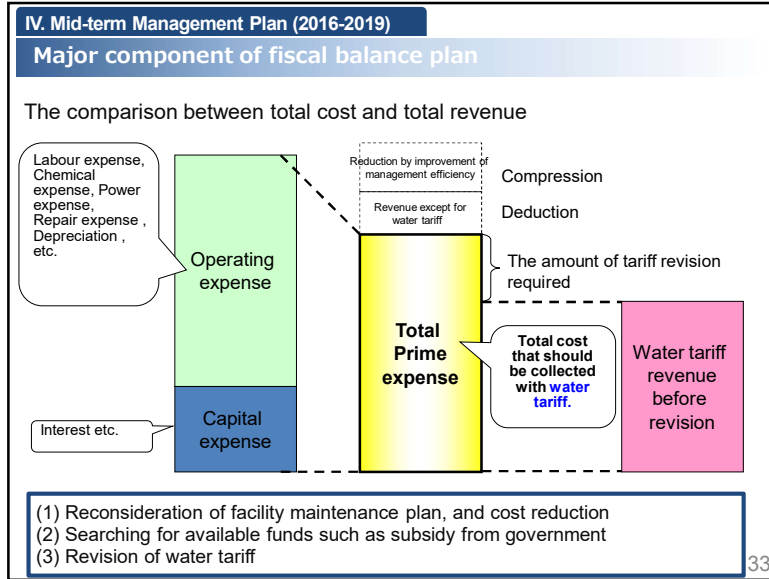 IV. Mid-term Management Plan (2016-2019)
Major component of fiscal balance plan
The comparison between total cost and total revenue
Labour expense,
Chemical
expense, Power
expense,
Repair expense ,
Depreciation ,
etc.
Operating
expense
Interest etc.
Capital
expense
Reduction by improvement of
management efficiency
Compression
Revenue except for
water tariff
Deduction
The amount of tariff revision
required
Total
Prime
expense
Total cost
that should
be collected
with water
tariff.
Water tariff
revenue
before
revision
(1) Reconsideration of facility maintenance plan, and cost reduction
(2) Searching for available funds such as subsidy from government
(3) Revision of water tariff
33